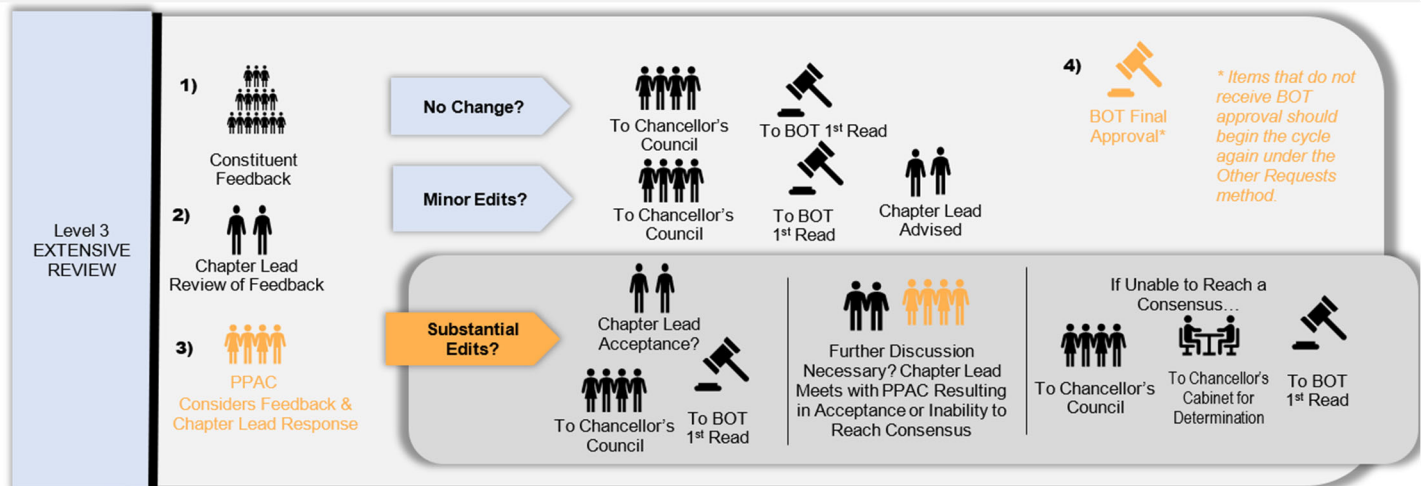 Level 3
EXTENSIVE
REVIEW
1)
Constituent
Feedback
2)
Chapter Lead
Review of Feedback
3)
PPAC
Considers Feedback &
Chapter Lead Response
No Change?
To Chancellor's
Council
To BOT 1st Read
Minor Edits?
To Chancellor's
Council
To BOT
1st Read
Chapter Lead
Advised
Substantial
Edits?
Chapter Lead
Acceptance?
To Chancellor's
Council
To BOT
1st Read
Further Discussion
Necessary? Chapter Lead
Meets with PPAC Resulting
in Acceptance or Inability to
Reach Consensus
If Unable to Reach a
Consensus…
To Chancellor's
Council
To Chancellor's
Cabinet for
Determination
To BOT
1st Read
4)
BOT Final
Approval*
* Items that do not
receive BOT
approval should
begin the cycle
again under the
Other Requests
method.